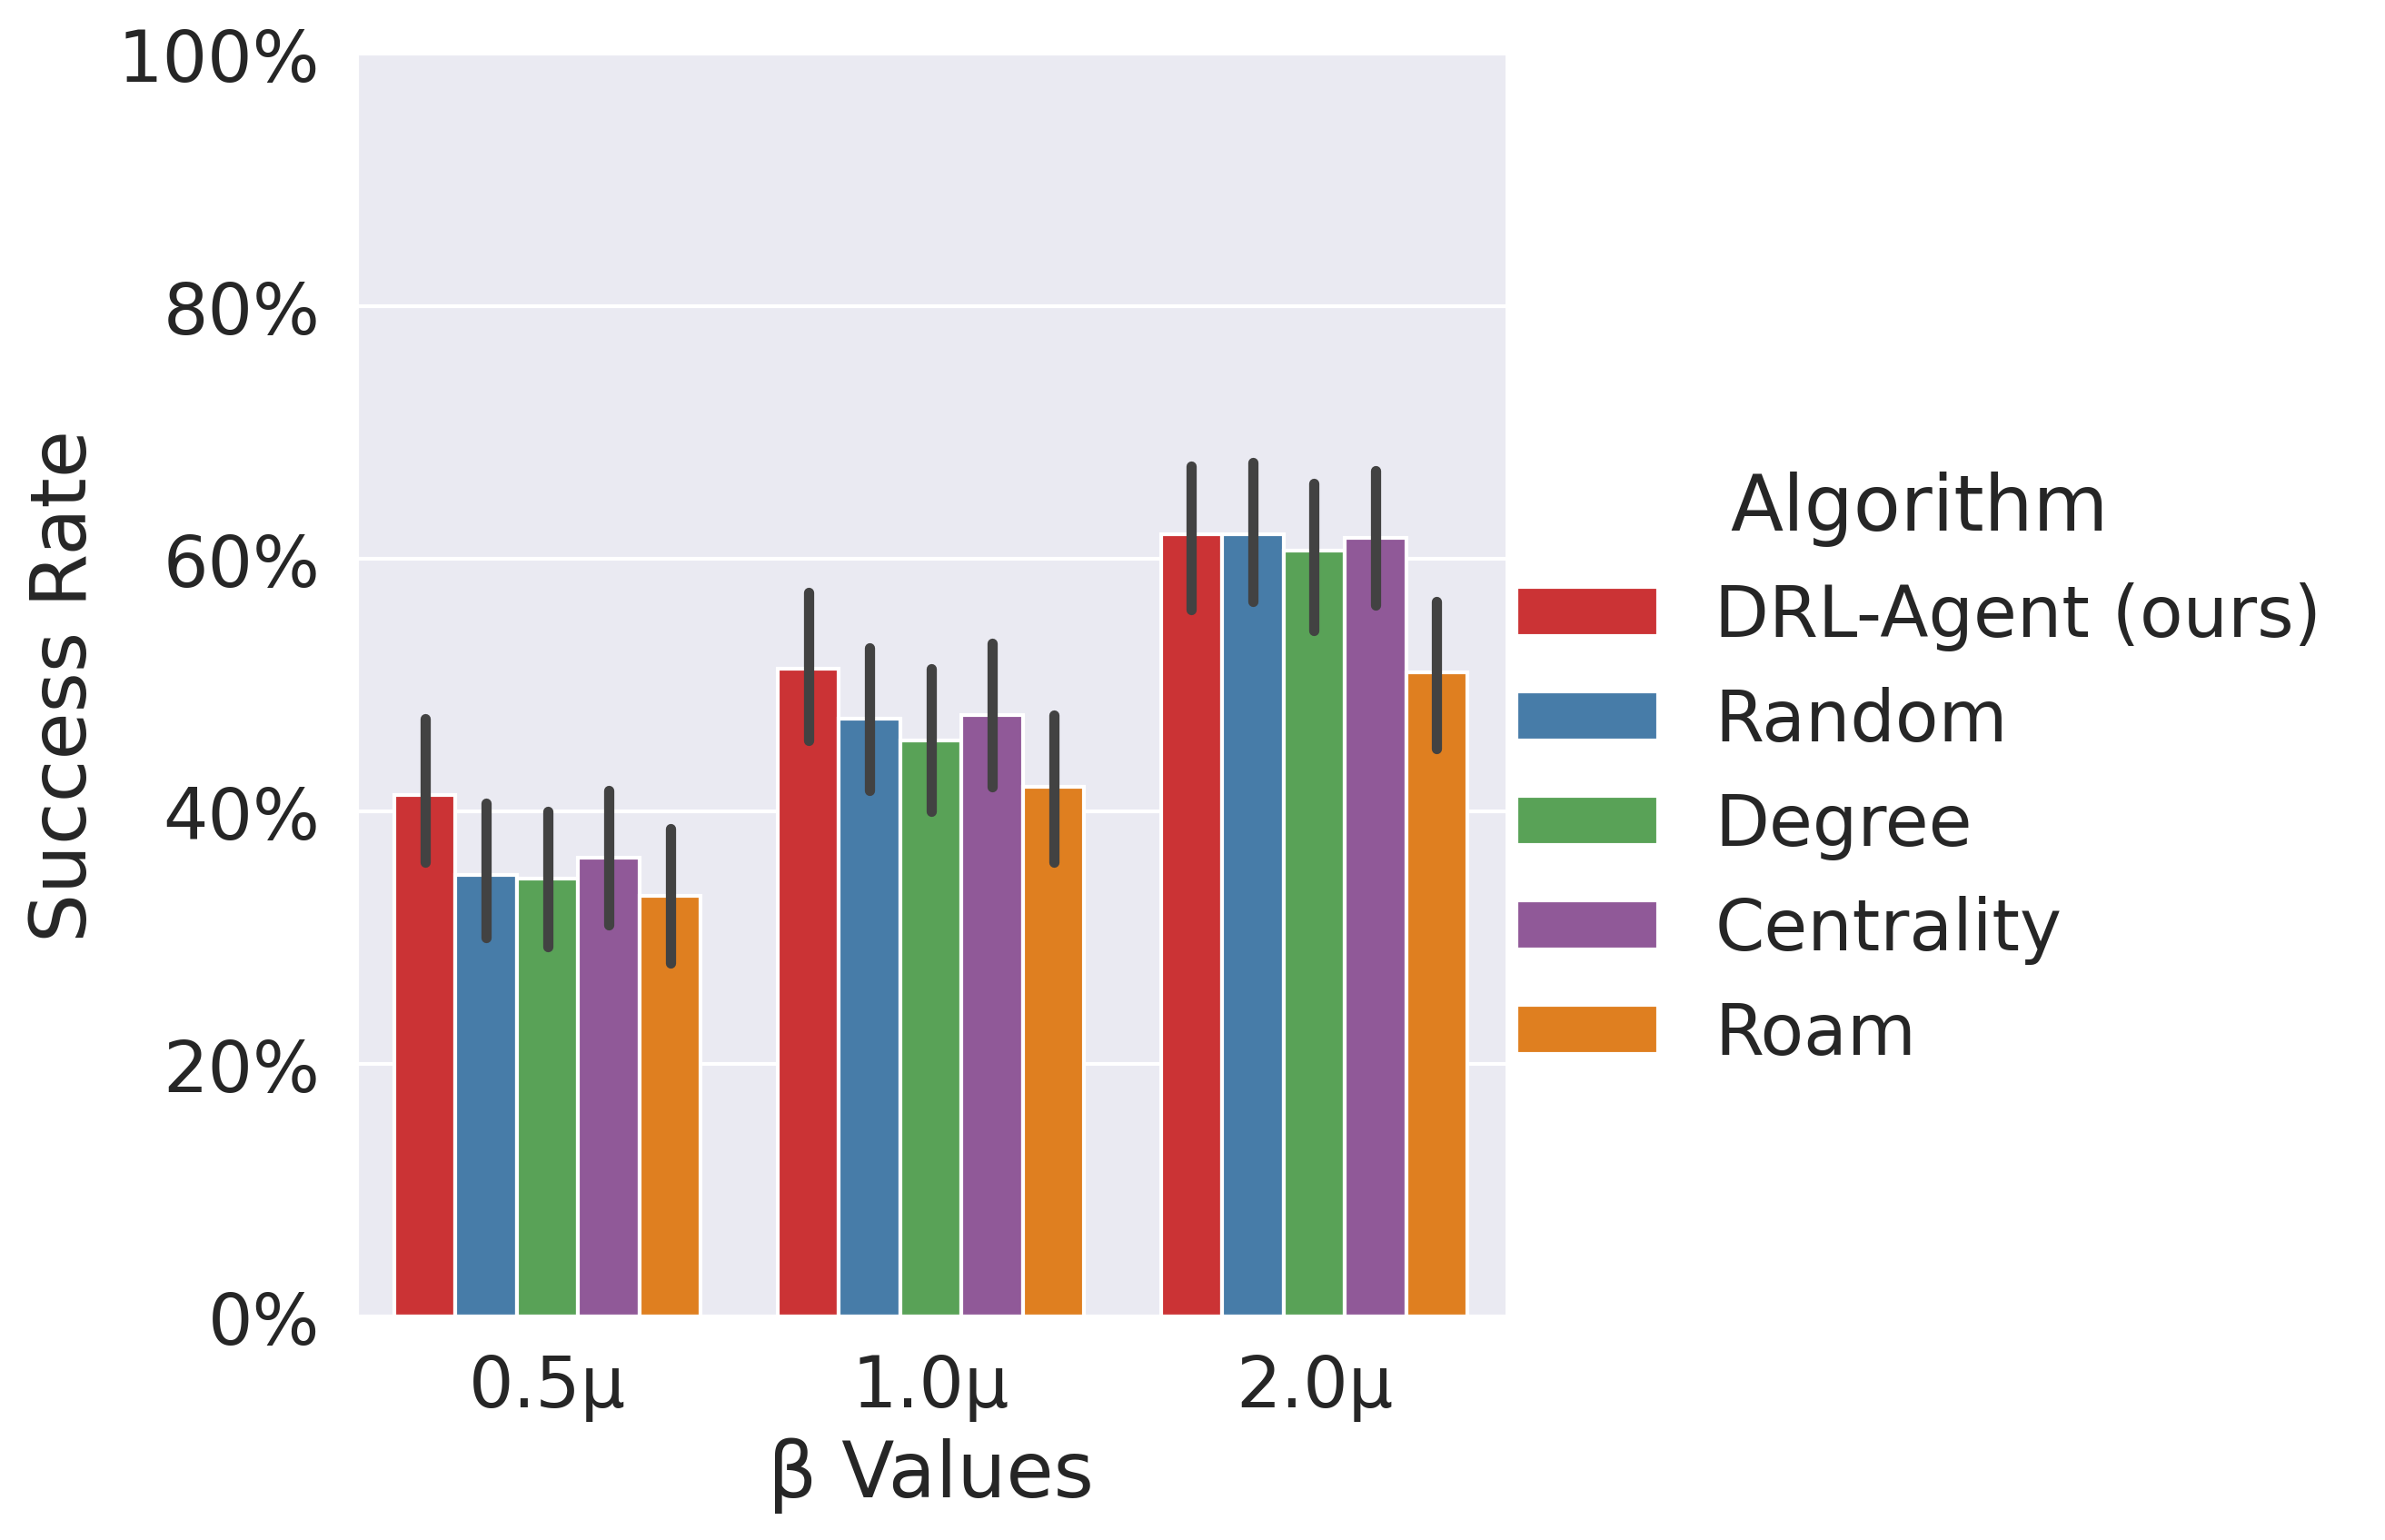 100%
80%
60%
40%
20%
0%
Success Rate
0.5µ 1.0µ 2.0µ
β Values
Algorithm
DRL-Agent (ours)
Random
Degree
Centrality
Roam